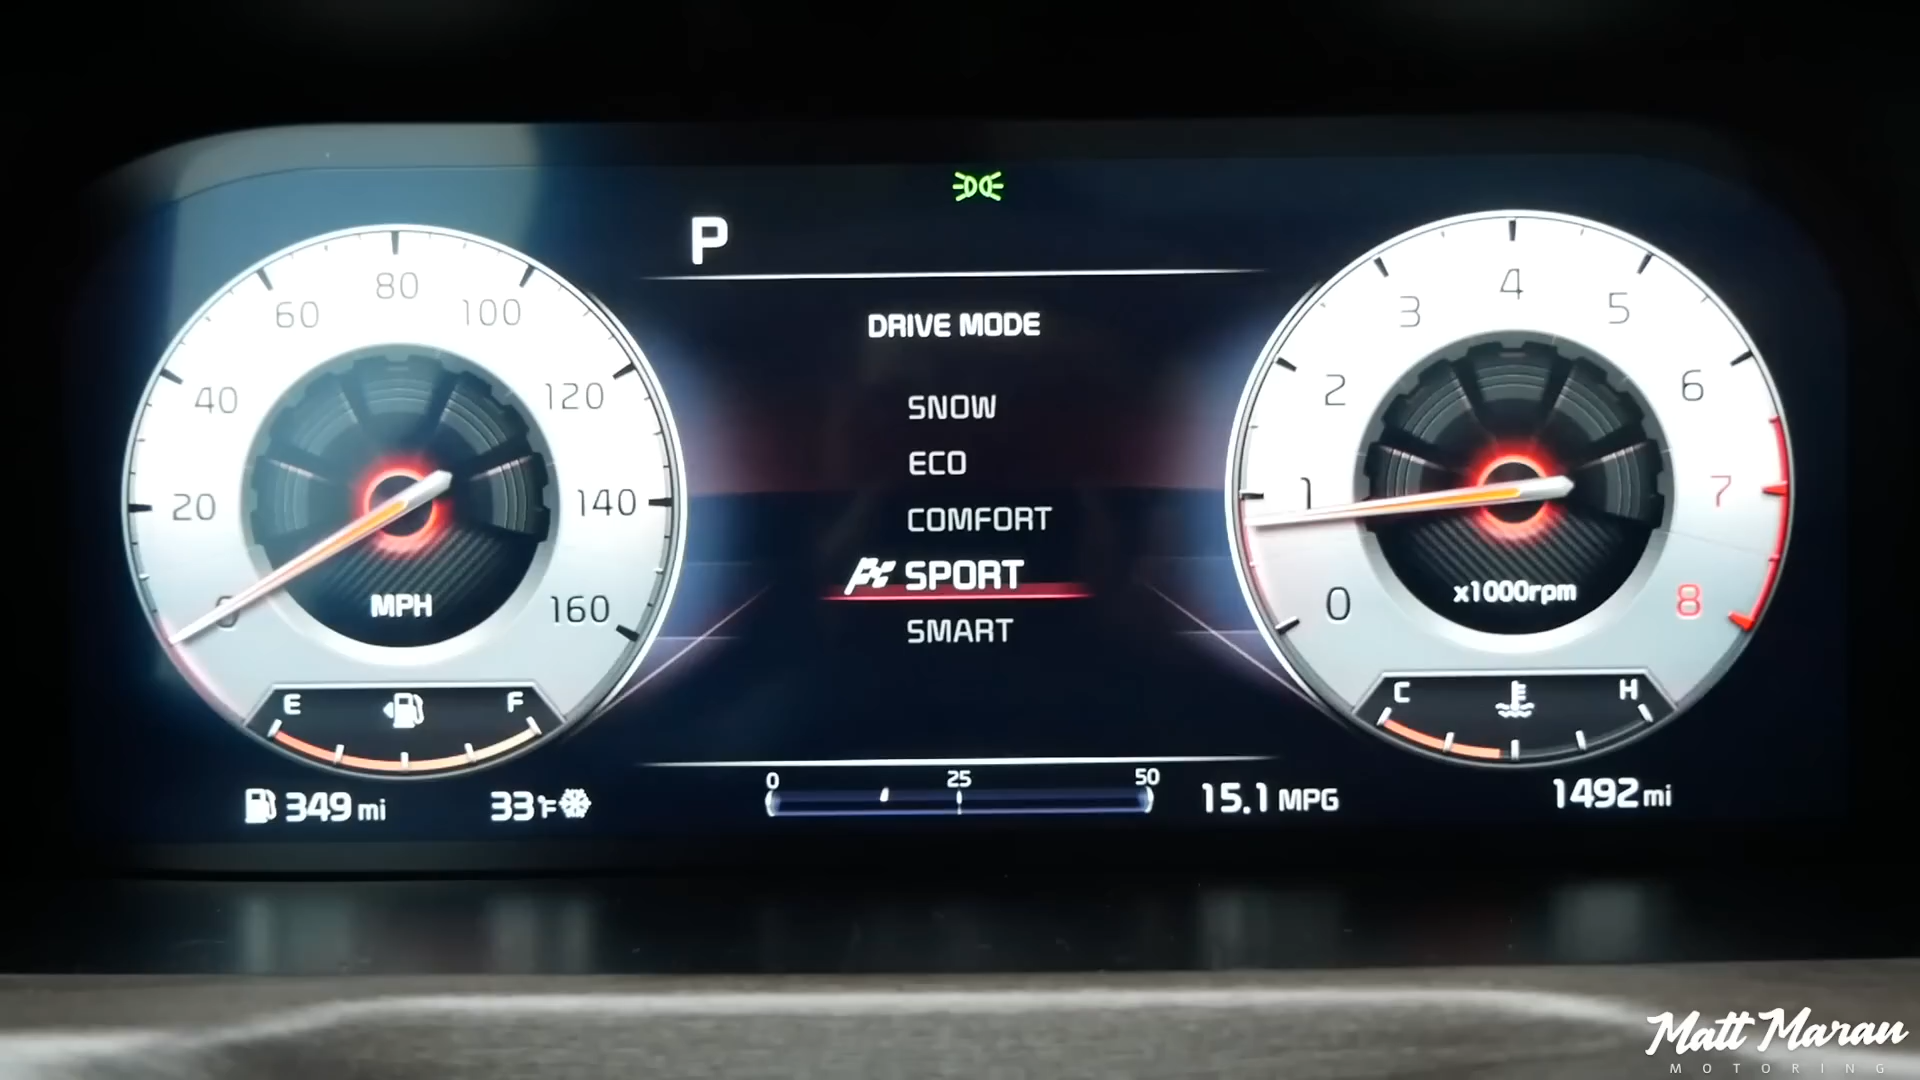 P
DRIVE MODE
SNOW
ECO
COMFORT
SPORT
SMART
0
20
40
60
80
100
120
140
160
MPH
E
F
349 mi
33°F
0
25
50
15.1 MPG
0
1
2
3
4
5
6
7
8
x1000rpm
C
H
1492 mi
Matt Maran
MOTORING